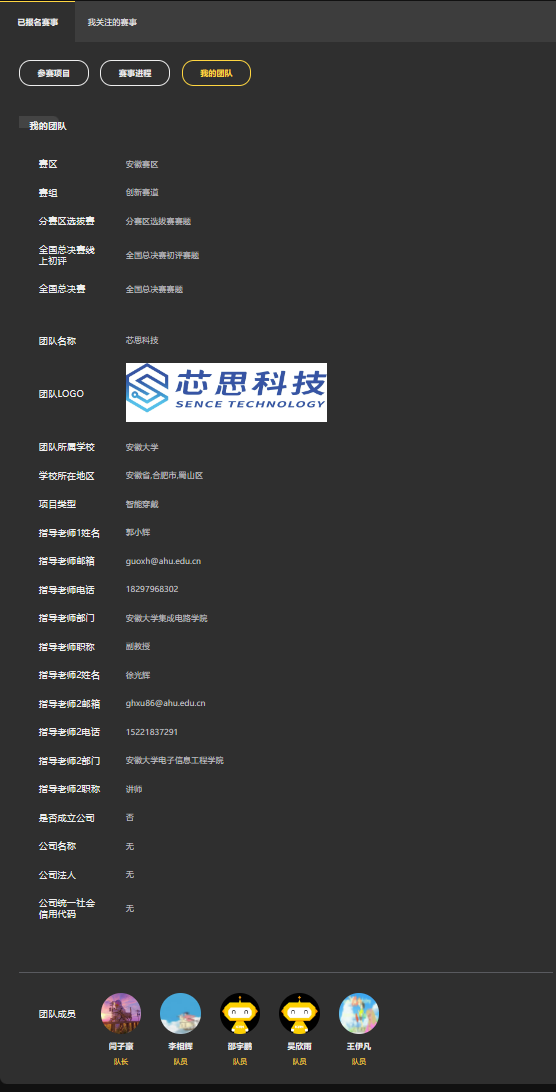 已报名赛事 我关注的赛事
参赛项目 赛事进程 我的团队
我的团队
赛区 安徽赛区
赛组 创新赛道
分赛区选拔赛 分赛区选拔赛赛题
全国总决赛线
上初评 全国总决赛初评赛题
全国总决赛 全国总决赛赛题
团队名称 芯思科技
团队LOGO 芯思科技
SENCE TECHNOLOGY
团队所属学校 安徽大学
学校所在地区 安徽省,合肥市,蜀山区
项目类型 智能穿戴
指导老师1姓名 郭小辉
指导老师邮箱 guoxh@ahu.edu.cn
指导老师电话 18297968302
指导老师部门 安徽大学集成电路学院
指导老师职称 副教授
指导老师2姓名 徐光辉
指导老师2邮箱 ghxu86@ahu.edu.cn
指导老师2电话 15221837291
指导老师2部门 安徽大学电子信息工程学院
指导老师2职称 讲师
是否成立公司 否
公司名称 无
公司法人 无
公司统一社会
信用代码 无
团队成员
闫子豪 李相辉 邵宇鹏 吴欣雨 王伊凡
队长 队员 队员 队员 队员